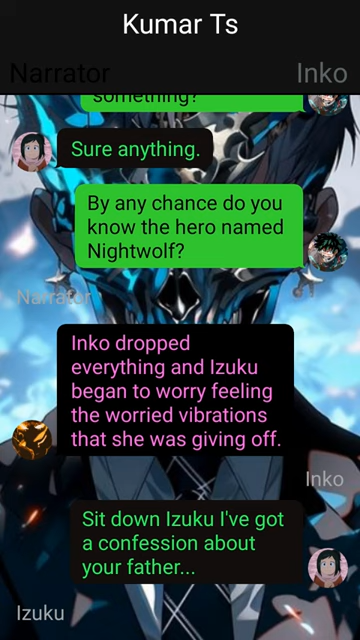 Kumar Ts
Narrator
Inko
something?
Sure anything.
By any chance do you
know the hero named
Nightwolf?
Narrator
Inko dropped
everything and Izuku
began to worry feeling
the worried vibrations
that she was giving off.
Inko
Sit down Izuku I've got
a confession about
your father...
Izuku